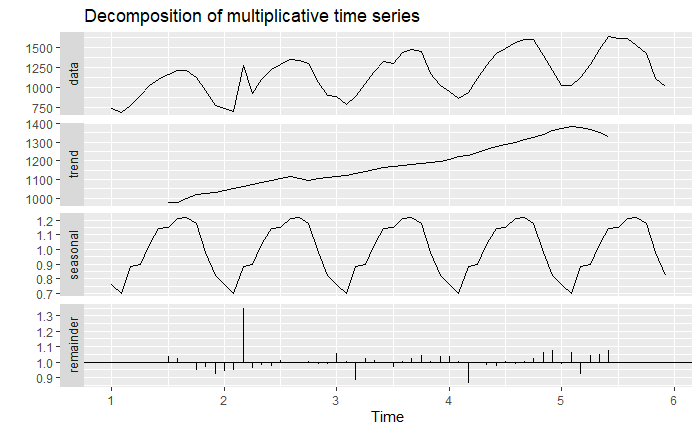 Decomposition of multiplicative time series
1500
1250
1000
750
data
1400
1300
1200
1100
1000
trend
1.2
1.1
1.0
0.9
0.8
0.7
seasonal
1.3
1.2
1.1
1.0
0.9
remainder
1 2 3 4 5 6
Time